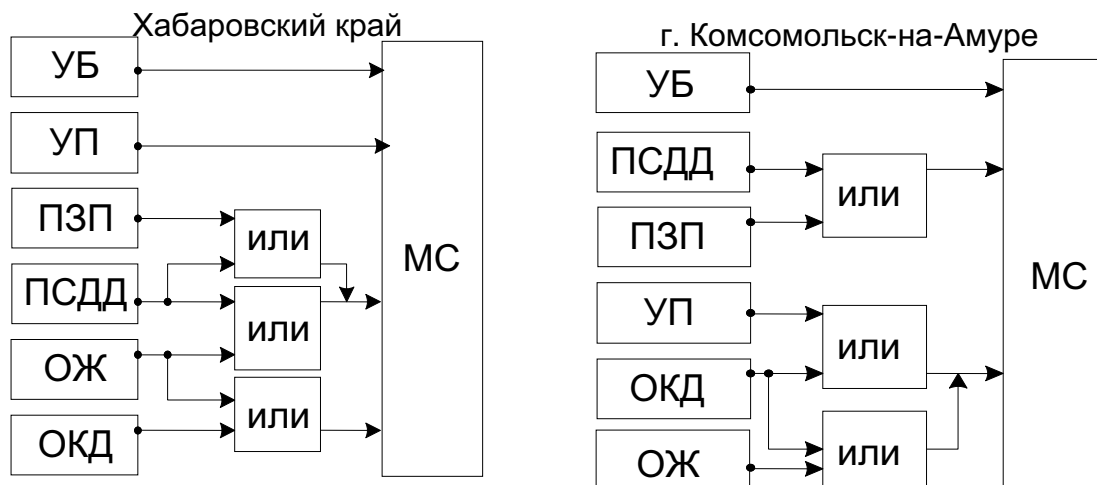 Хабаровский край
УБ
УП
ПЗП
ПСДД
ОЖ
ОКД
или
или
или
МС
г. Комсомольск-на-Амуре
УБ
ПСДД
ПЗП
УП
ОКД
ОЖ
или
или
или
МС